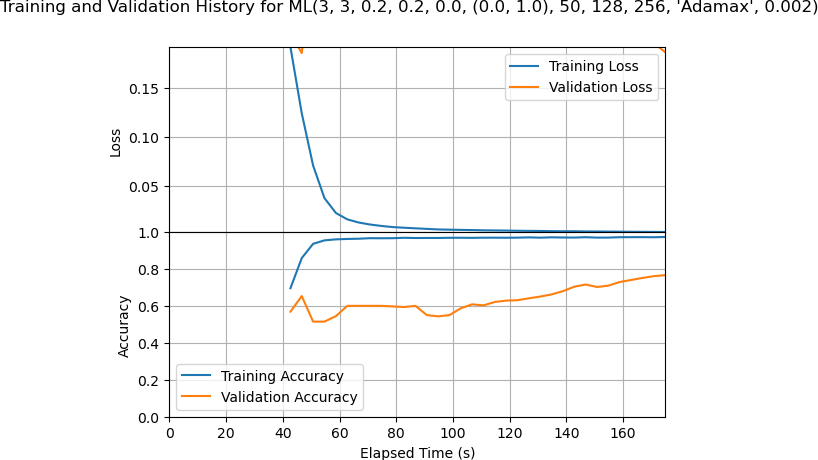 Training and Validation History for ML(3, 3, 0.2, 0.2, 0.0, (0.0, 1.0), 50, 128, 256, 'Adamax', 0.002)
Training Loss
Validation Loss
0.15
0.10
0.05
Loss
1.0
0.8
0.6
0.4
0.2
0.0
Accuracy
Training Accuracy
Validation Accuracy
0 20 40 60 80 100 120 140 160
Elapsed Time (s)